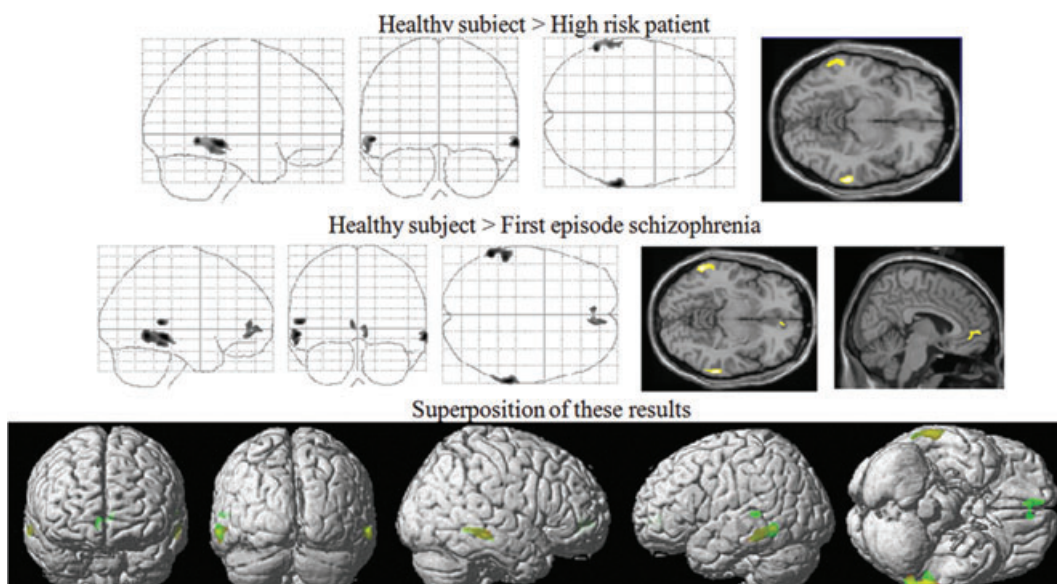 Healthy subject > High risk patient
Healthy subject > First episode schizophrenia
Superposition of these results